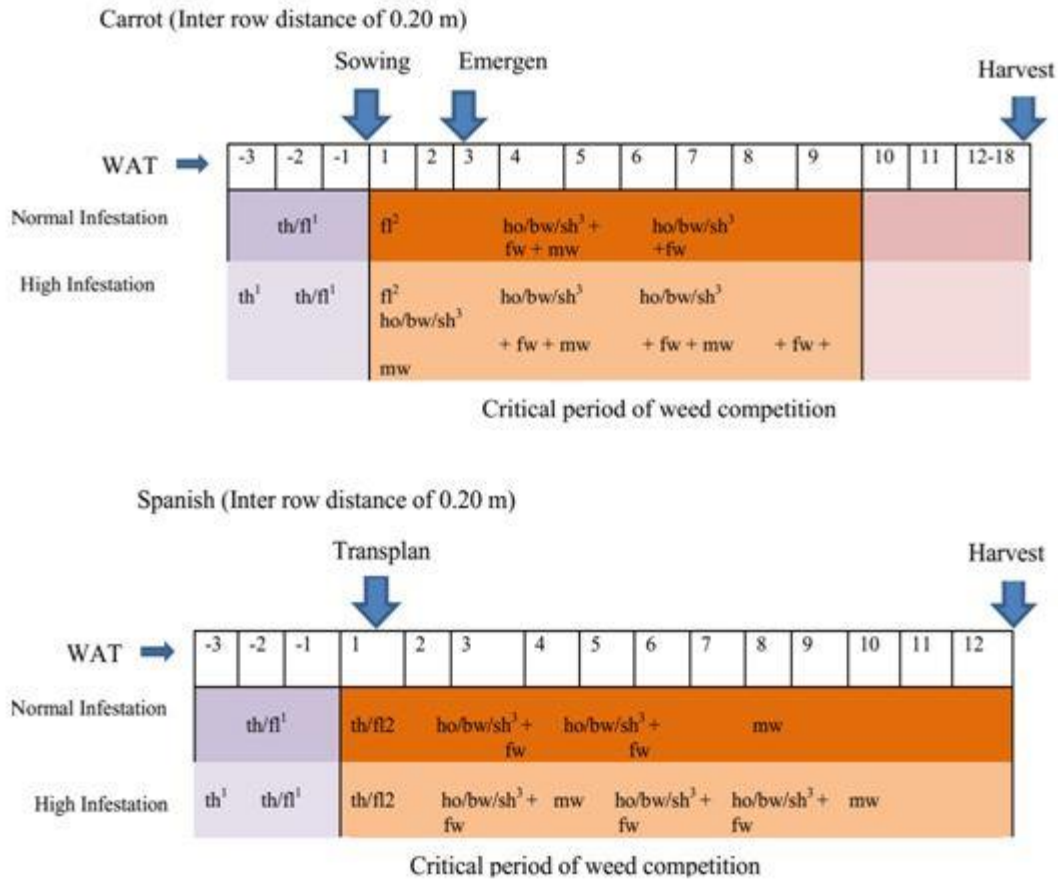 Carrot (Inter row distance of 0.20 m)
Sowing Emergen Harvest
WAT -3 -2 -1 1 2 3 4 5 6 7 8 9 10 11 12-18
Normal Infestation th/fl¹ fl² ho/bw/sh³ + ho/bw/sh³
fw + mw +fw
High Infestation th¹ th/fl¹ fl² ho/bw/sh³ ho/bw/sh³
ho/bw/sh³
+ fw + mw + fw + mw + fw +
mw
Critical period of weed competition
Spanish (Inter row distance of 0.20 m)
Transplan Harvest
WAT -3 -2 -1 1 2 3 4 5 6 7 8 9 10 11 12
Normal Infestation th/fl¹ th/fl2 ho/bw/sh³ + ho/bw/sh³ + mw
fw fw
High Infestation th¹ th/fl¹ th/fl2 ho/bw/sh³ + mw ho/bw/sh³ + ho/bw/sh³ + mw
fw fw fw
Critical period of weed competition